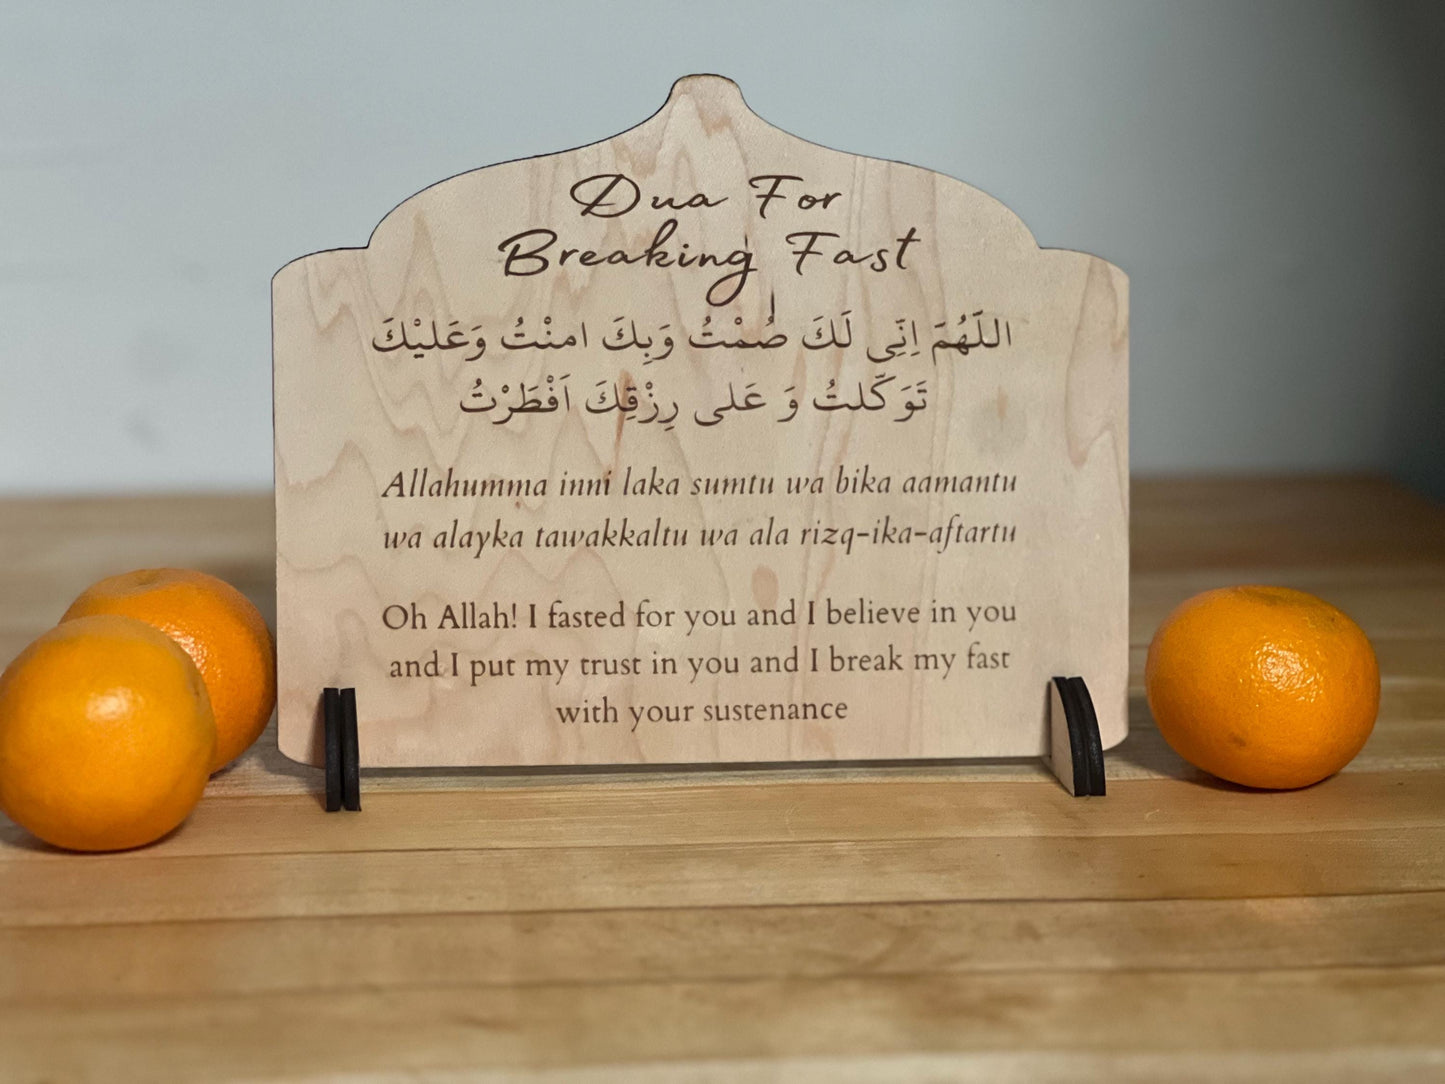 Dua For
Breaking Fast
اللَهُمَ اِنِّى لَكَ صُمْتُ وَبِكَ امنْتُ وَعَليْكَ
تَوَكَّلتُ وَ عَلى رِزْقِكَ اَفْطَرْتُ
Allahumma inni laka sumtu wa bika aamantu
wa alayka tawakkaltu wa ala rizq-ika-aftartu
Oh Allah! I fasted for you and I believe in you
and I put my trust in you and I break my fast
with your sustenance